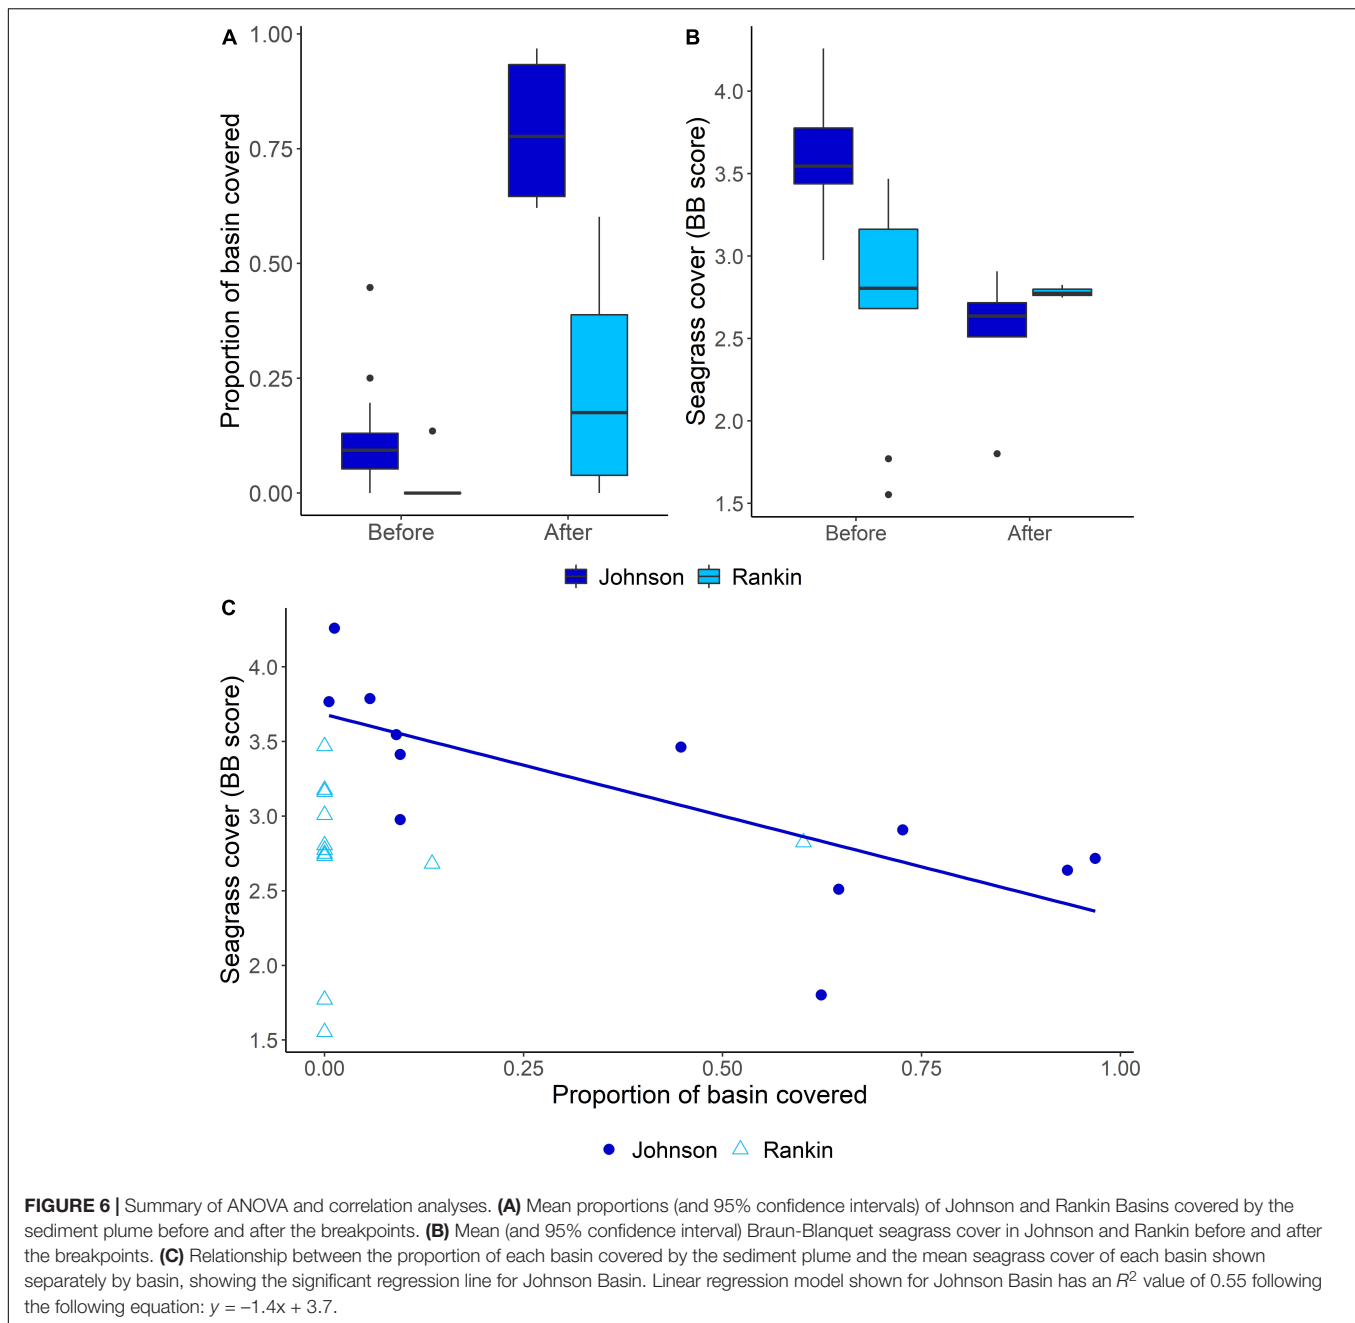 A
Proportion of basin covered
1.00
0.75
0.50
0.25
0.00
Before
After
B
Seagrass cover (BB score)
4.0
3.5
3.0
2.5
2.0
1.5
Before
After
Johnson
Rankin
C
Seagrass cover (BB score)
4.0
3.5
3.0
2.5
2.0
1.5
0.00
0.25
0.50
0.75
1.00
Proportion of basin covered
Johnson
Rankin
FIGURE 6 | Summary of ANOVA and correlation analyses. (A) Mean proportions (and 95% confidence intervals) of Johnson and Rankin Basins covered by the
sediment plume before and after the breakpoints. (B) Mean (and 95% confidence interval) Braun-Blanquet seagrass cover in Johnson and Rankin before and after
the breakpoints. (C) Relationship between the proportion of each basin covered by the sediment plume and the mean seagrass cover of each basin shown
separately by basin, showing the significant regression line for Johnson Basin. Linear regression model shown for Johnson Basin has an R² value of 0.55 following
the following equation: y = –1.4x + 3.7.